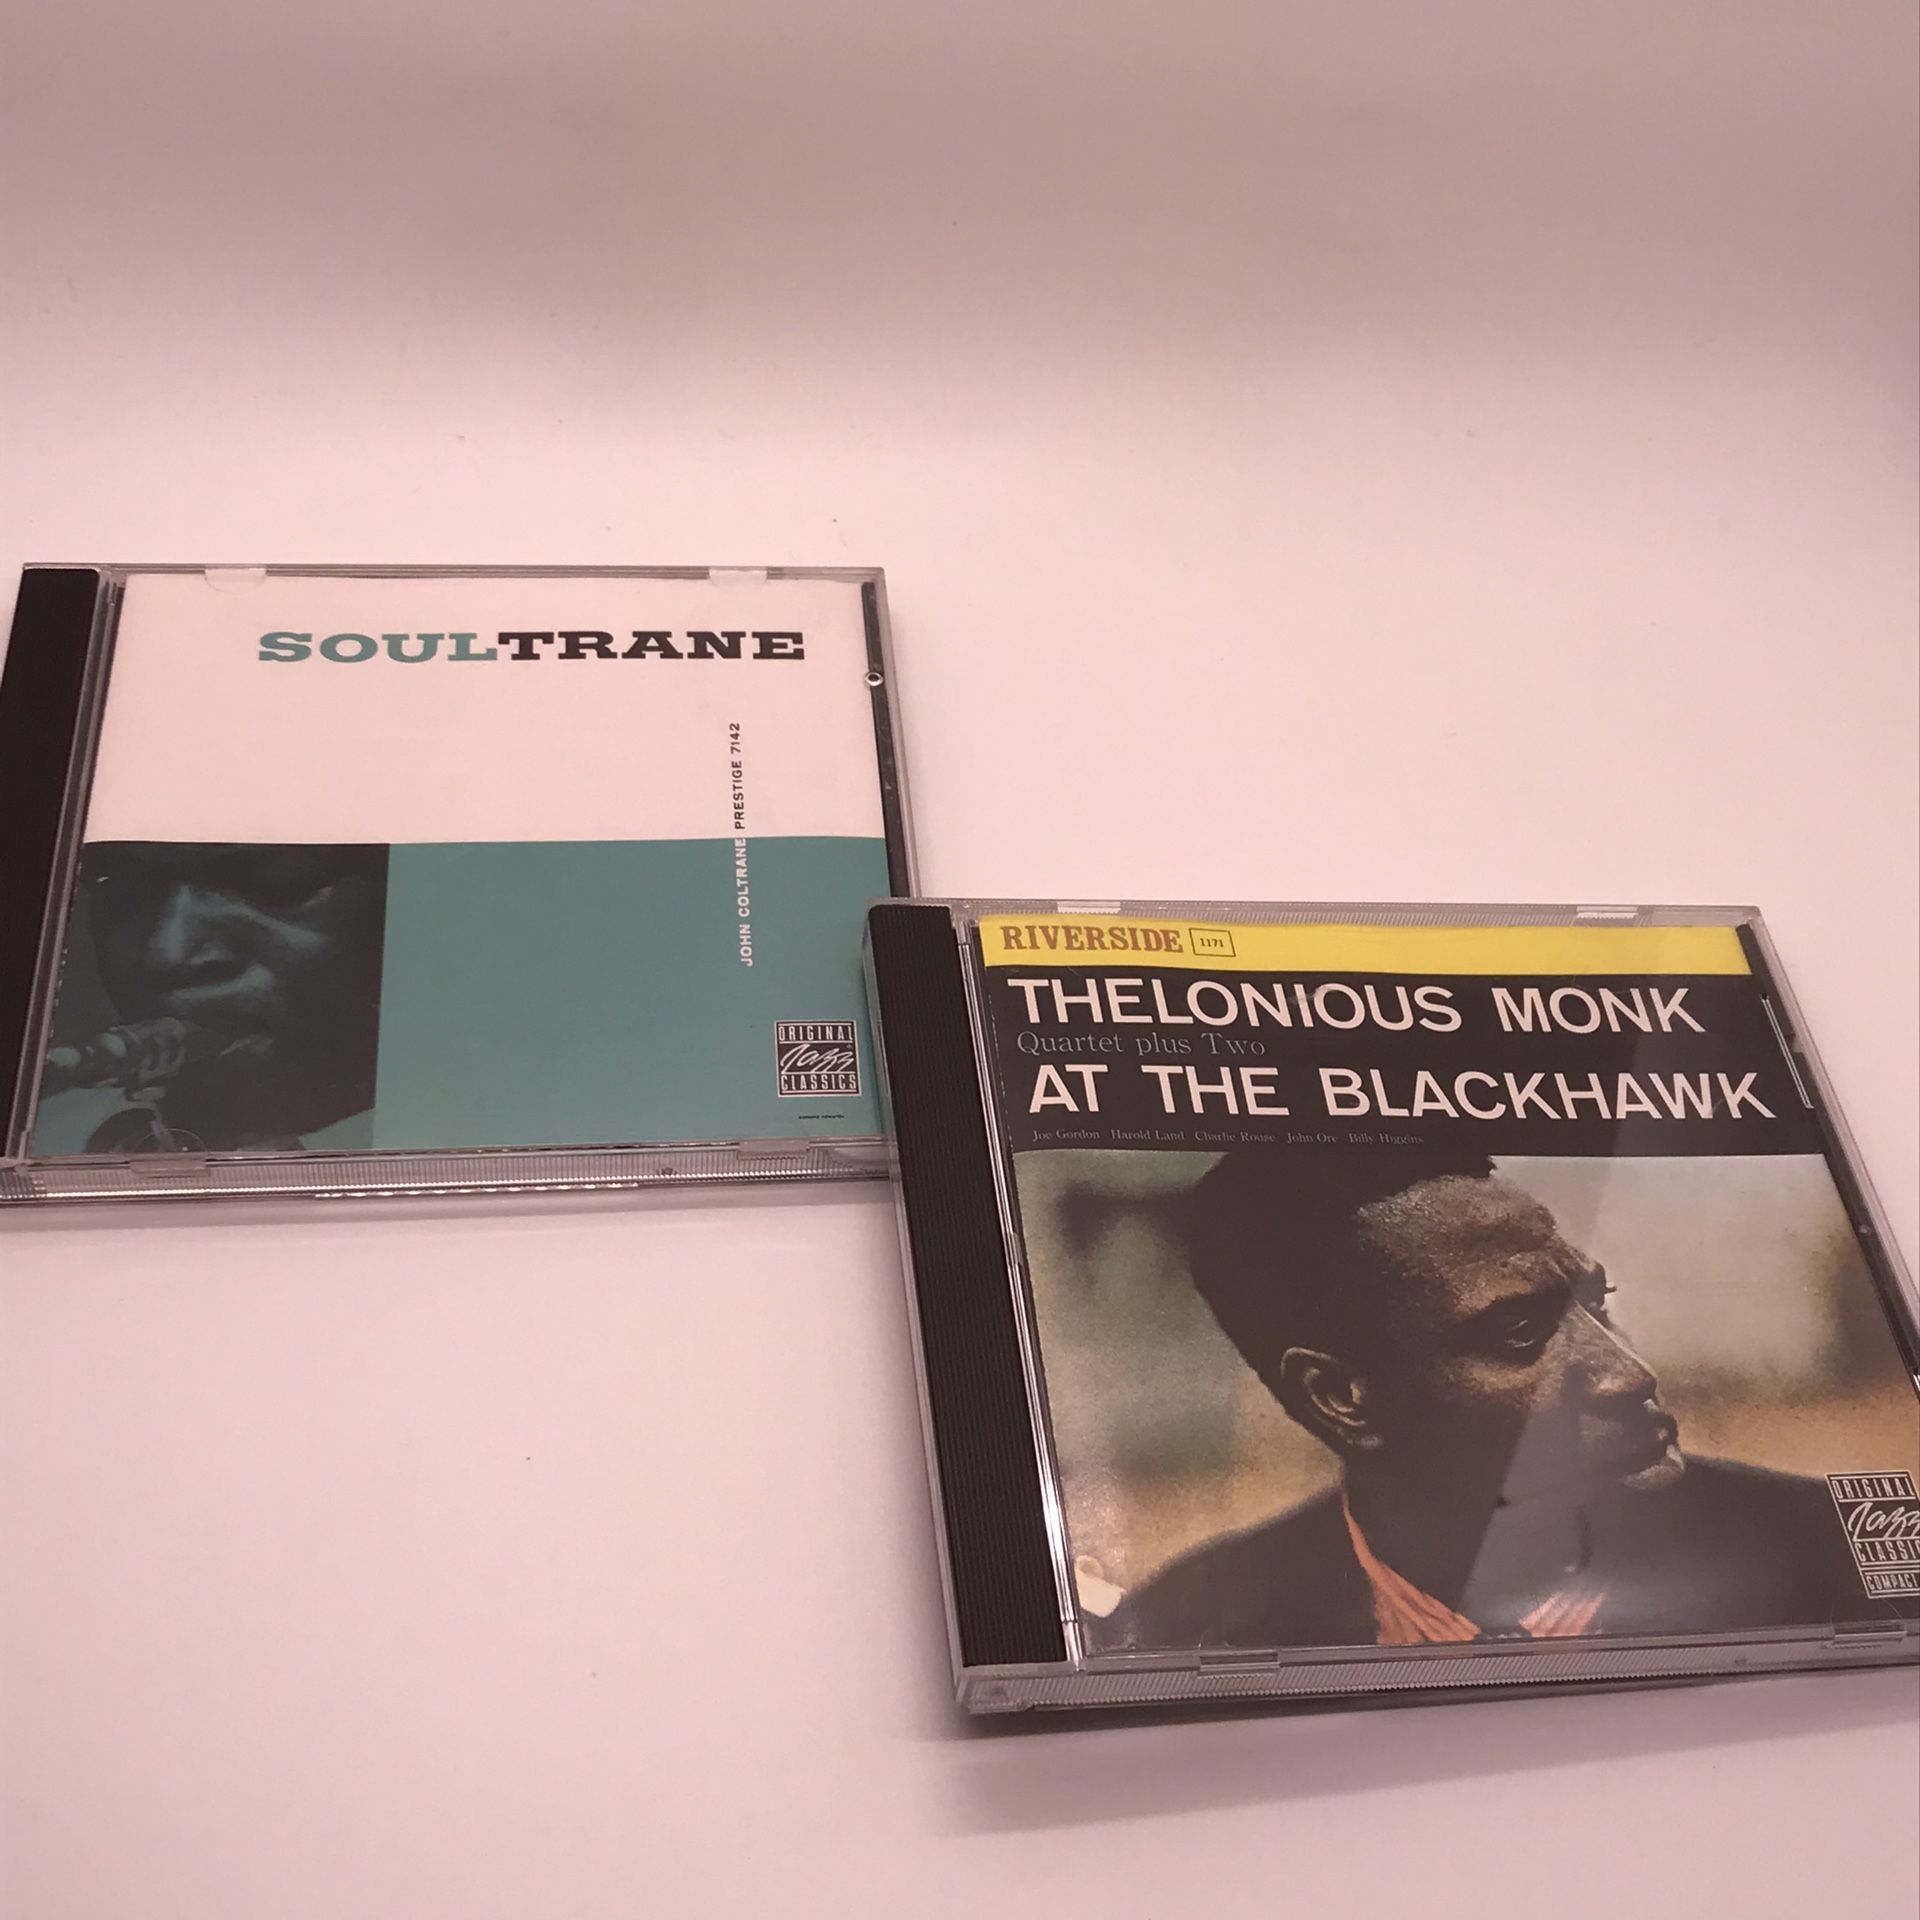 SOULTRANE
JOHN COLTRANE PRESTIGE 7142
ORIGINAL
Jazz
CLASSICS
RIVERSIDE 1171
THELONIOUS MONK
Quartet plus Two
AT THE BLACKHAWK
Joe Gordon Harold Land Charlie Rouse John Ore Billy Higgins
ORIGINAL
Jazz
CLASSIC
COMPACT